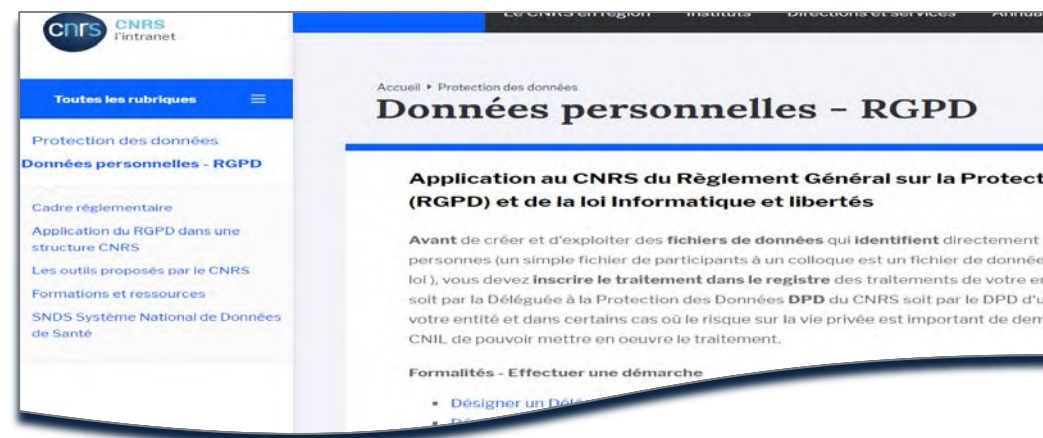 cnrs
CNRS
l'intranet
Le CNRS en région Instituts Directions et services
Toutes les rubriques
Protection des données
Données personnelles - RGPD
Cadre réglementaire
Application du RGPD dans une
structure CNRS
Les outils proposés par le CNRS
Formations et ressources
SNDS Système National de Données
de Santé
Accueil Protection des données
Données personnelles – RGPD
Application au CNRS du Règlement Général sur la Protect
(RGPD) et de la loi Informatique et libertés
Avant de créer et d'exploiter des fichiers de données qui identifient directement
personnes (un simple fichier de participants à un colloque est un fichier de donnée
loi ), vous devez inscrire le traitement dans le registre des traitements de votre en
soit par la Déléguée à la Protection des Données DPD du CNRS soit par le DPD d'u
votre entité et dans certains cas où le risque sur la vie privée est important de dem
CNIL de pouvoir mettre en oeuvre le traitement.
Formalités - Effectuer une démarche
Désigner un Délé